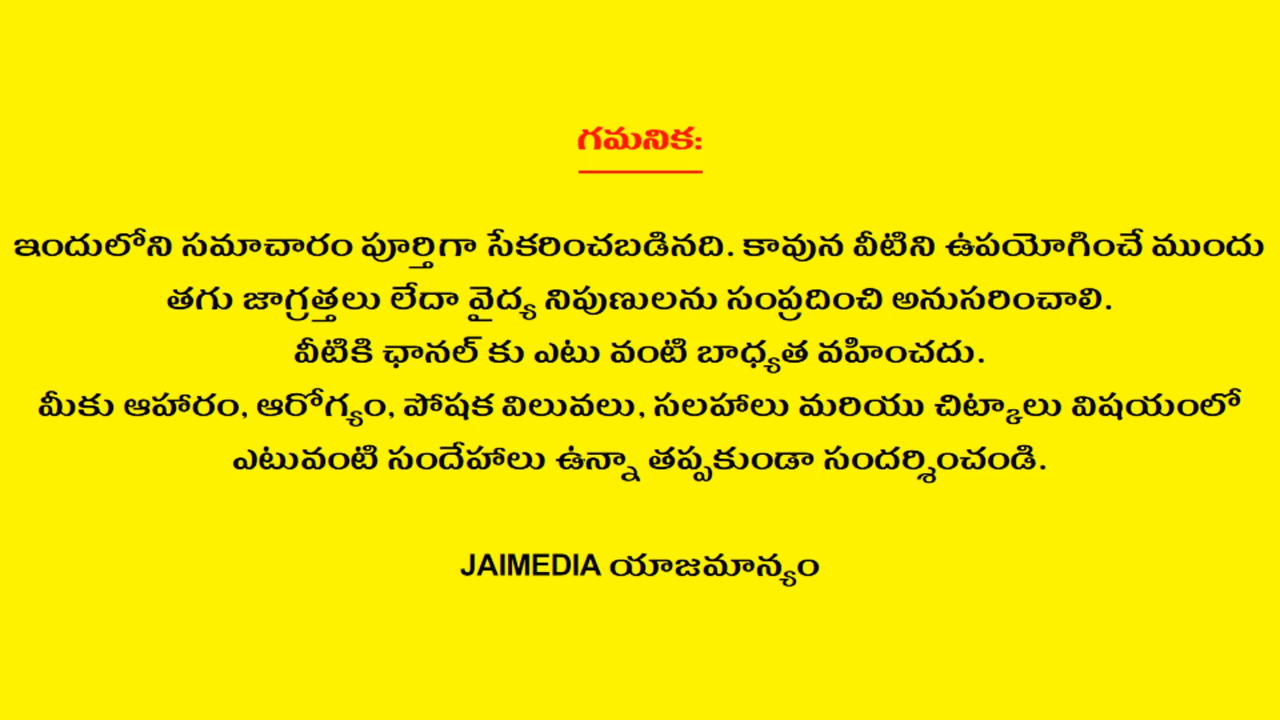 గమనిక:
ఇందులోని సమాచారం పూర్తిగా సేకరించబడినది. కావున వీటిని ఉపయోగించే ముందు
తగు జాగ్రత్తలు లేదా వైద్య నిపుణులను సంప్రదించి అనుసరించాలి.
వీటికి ఛానల్ కు ఎటు వంటి బాధ్యత వహించదు.
మీకు ఆహారం, ఆరోగ్యం, పోషక విలువలు, సలహాలు మరియు చిట్కాలు విషయంలో
ఎటువంటి సందేహాలు ఉన్నా తప్పకుండా సందర్శించండి.
JAIMEDIA యాజమాన్యం